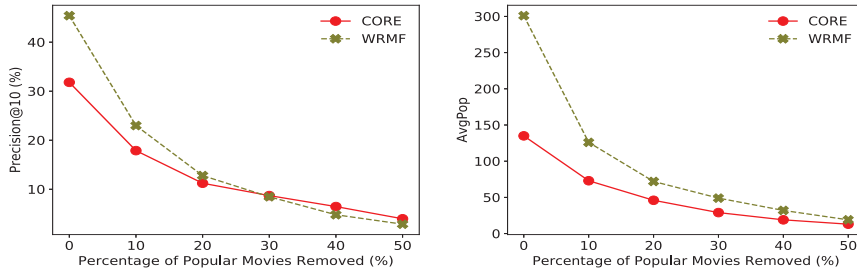 Precision@10 (%)
40
30
20
10
0 10 20 30 40 50
Percentage of Popular Movies Removed (%)
CORE
WRMF
AvgPop
300
250
200
150
100
50
0
0 10 20 30 40 50
Percentage of Popular Movies Removed (%)
CORE
WRMF